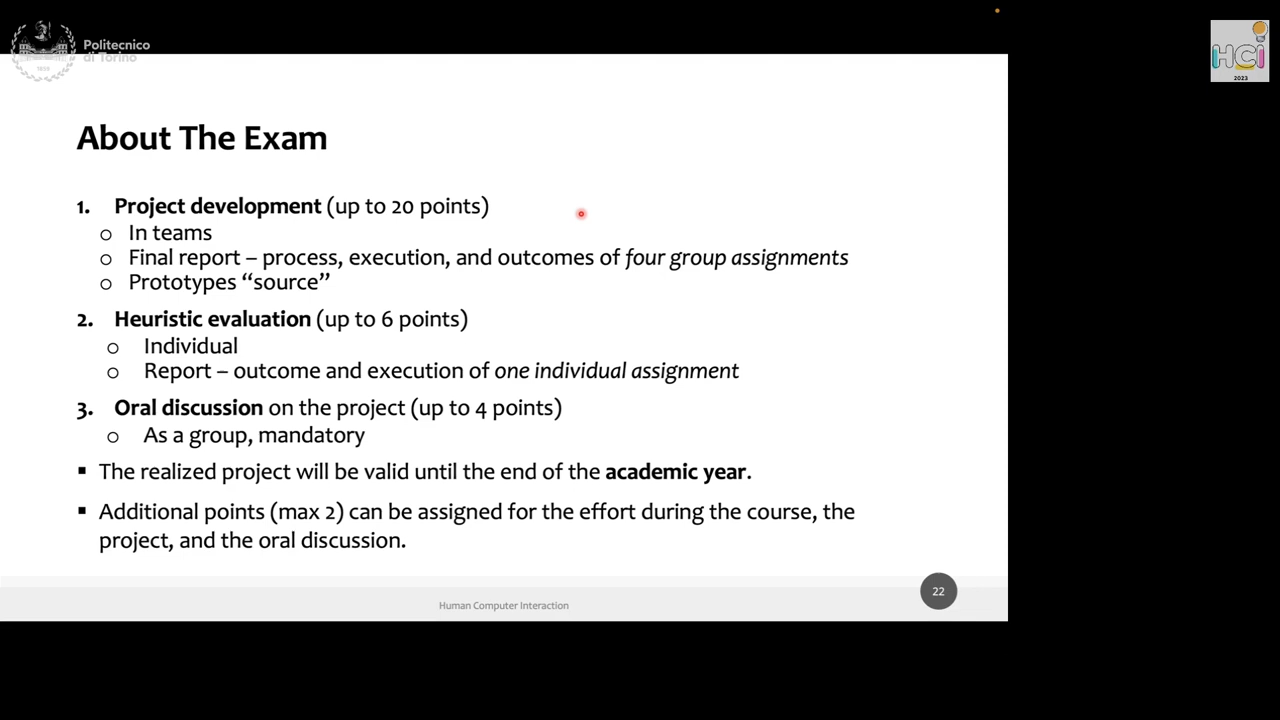 Politecnico
di Torino
1859
HCI
2023
About The Exam
1. Project development (up to 20 points)
o In teams
o Final report – process, execution, and outcomes of four group assignments
o Prototypes “source”
2. Heuristic evaluation (up to 6 points)
o Individual
o Report – outcome and execution of one individual assignment
3. Oral discussion on the project (up to 4 points)
o As a group, mandatory
▪ The realized project will be valid until the end of the academic year.
▪ Additional points (max 2) can be assigned for the effort during the course, the
project, and the oral discussion.
Human Computer Interaction
22